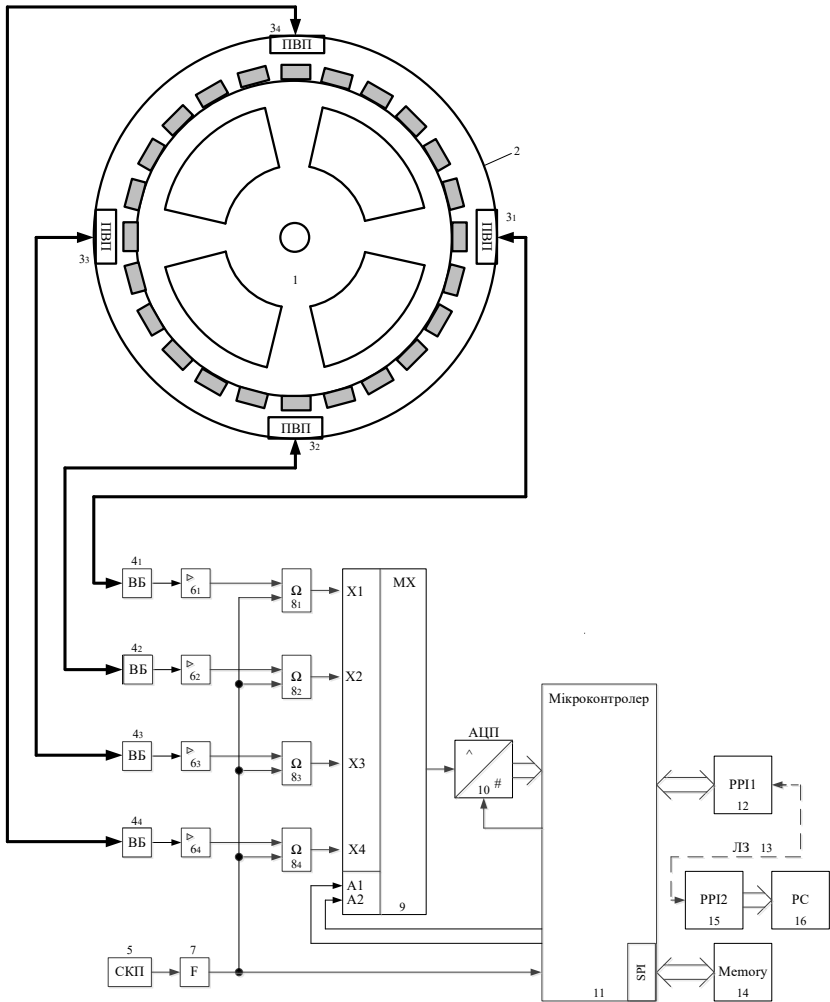 34
ПВП
2
31
ПВП
ПВП
33
1
ПВП
32
41
ВБ
61
Ω
81
X1
MX
42
ВБ
62
Ω
82
X2
43
ВБ
63
Ω
83
X3
44
ВБ
64
Ω
84
X4
A1
A2
9
АЦП
^
#
10
Мікроконтролер
11
SPI
PPI1
12
ЛЗ 13
PPI2
15
PC
16
Memory
14
5
СКП
7
F